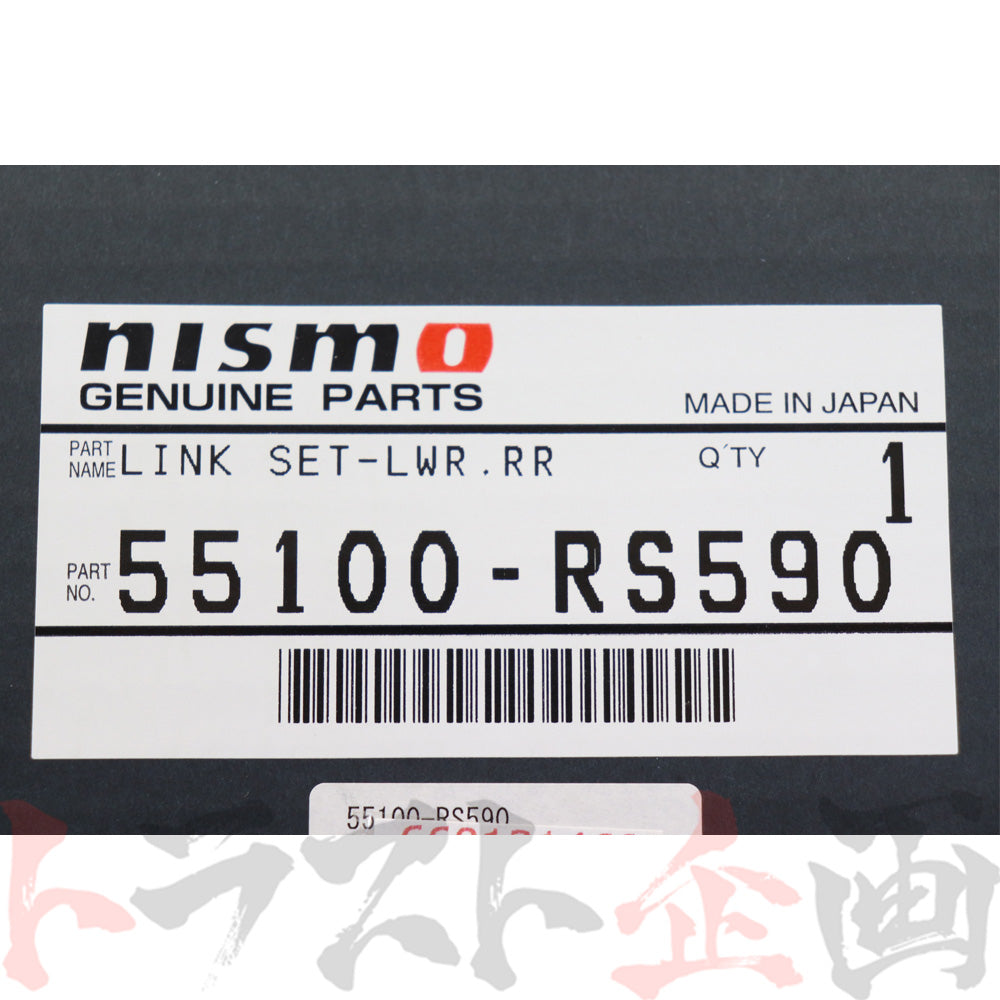 nismo
GENUINE PARTS
MADE IN JAPAN
PART NAME LINK SET-LWR.RR
Q'TY 1
PART NO. 55100-RS590
55100-RS590
トラスト企画